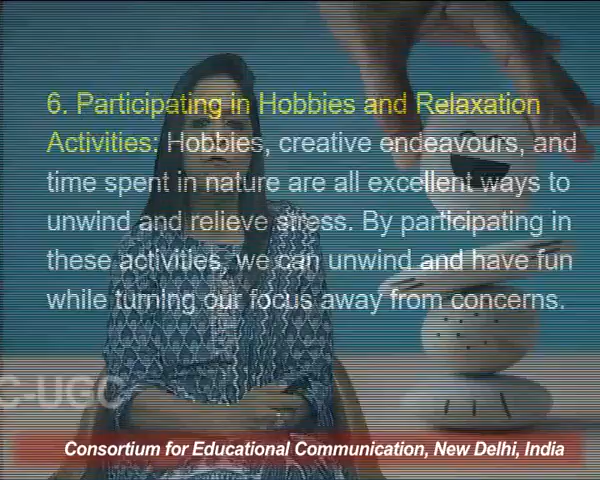 6. Participating in Hobbies and Relaxation
Activities: Hobbies, creative endeavours, and
time spent in nature are all excellent ways to
unwind and relieve stress. By participating in
these activities, we can unwind and have fun
while turning our focus away from concerns.
C-UGC
Consortium for Educational Communication, New Delhi, India